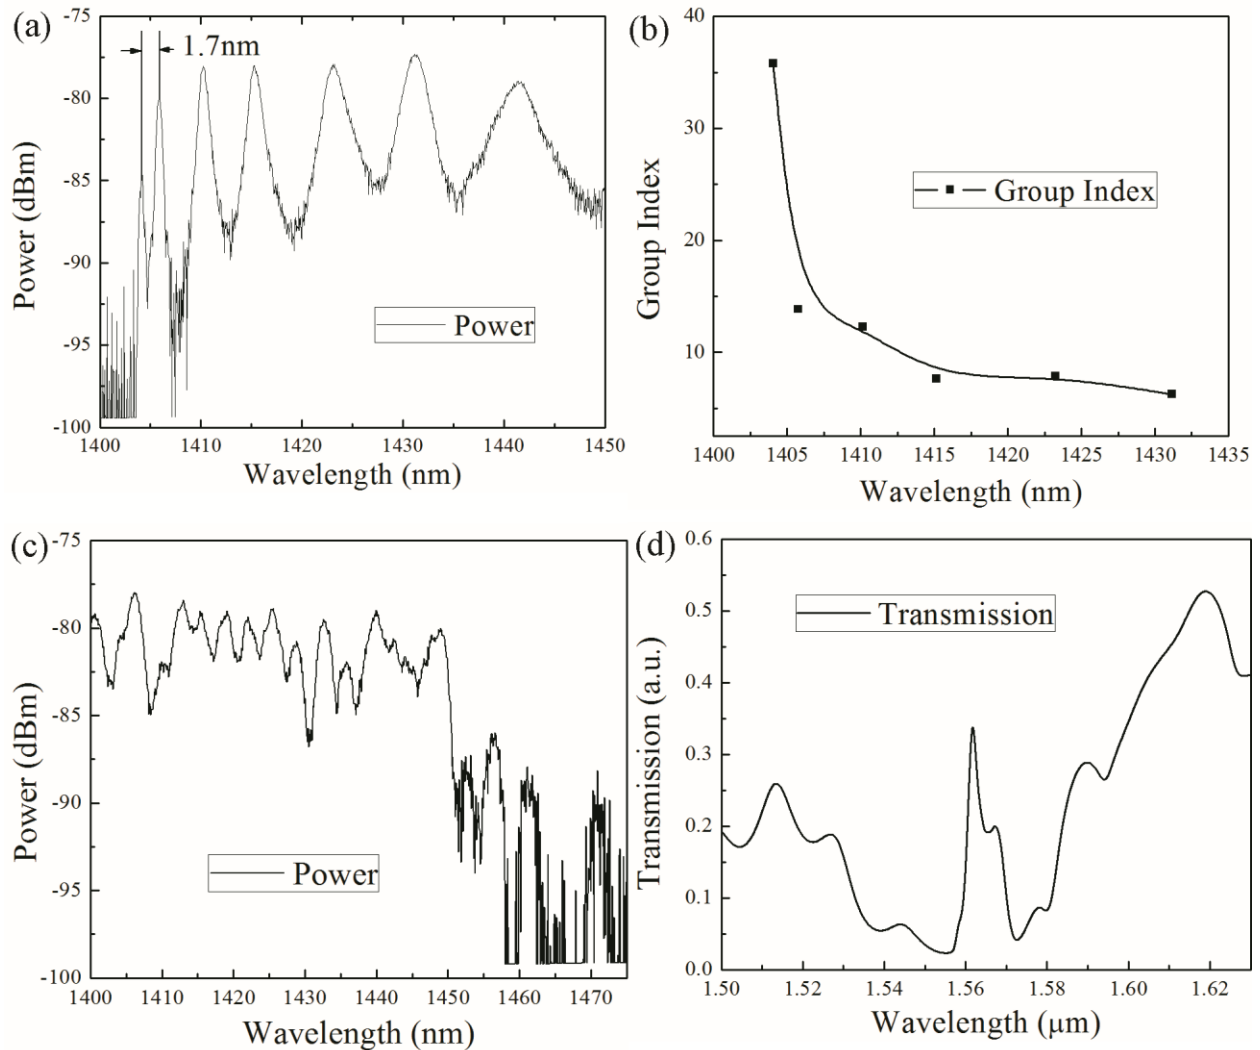 (a)
-75
-80
-85
-90
-95
-100
1.7nm
Power
Power (dBm)
1400 1410 1420 1430 1440 1450
Wavelength (nm)
(b)
40
30
20
10
Group Index
Group Index
1400 1405 1410 1415 1420 1425 1430 1435
Wavelength (nm)
(c)
-75
-80
-85
-90
-95
-100
Power
Power (dBm)
1400 1410 1420 1430 1440 1450 1460 1470
Wavelength (nm)
(d)
0.6
0.5
0.4
0.3
0.2
0.1
0.0
Transmission
Transmission (a.u.)
1.50 1.52 1.54 1.56 1.58 1.60 1.62
Wavelength (μm)